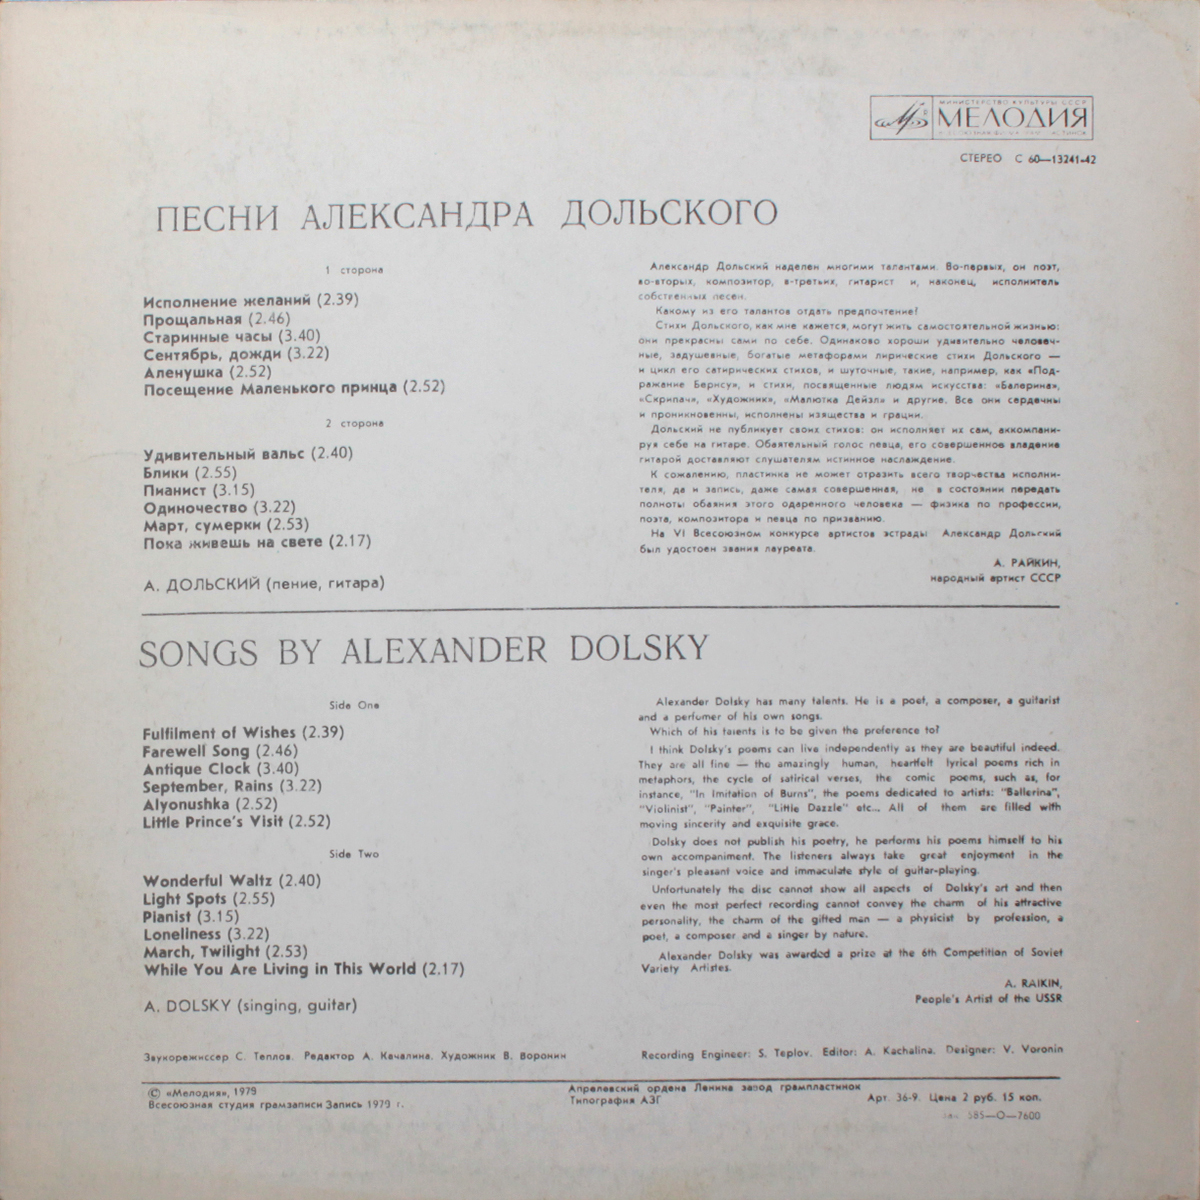 МИНИСТЕРСТВО КУЛЬТУРЫ СССР
МЕЛОДИЯ
СТЕРЕО С 60—13241-42
ПЕСНИ АЛЕКСАНДРА ДОЛЬСКОГО
1 сторона
Исполнение желаний (2.39)
Прощальная (2.46)
Старинные часы (3.40)
Сентябрь, дожди (3.22)
Аленушка (2.52)
Посещение Маленького принца (2.52)
2 сторона
Удивительный вальс (2.40)
Блики (2.55)
Пианист (3.15)
Одиночество (3.22)
Март, сумерки (2.53)
Пока живешь на свете (2.17)
А. ДОЛЬСКИЙ (пение, гитара)
Александр Дольский наделен многими талантами. Во-первых, он поэт,
во-вторых, композитор, в-третьих, гитарист и, наконец, исполнитель
собственных песен.
Какому из его талантов отдать предпочтение?
Стихи Дольского, как мне кажется, могут жить самостоятельной жизнью:
они прекрасны сами по себе. Одинаково хороши удивительно человеч-
ные, задушевные, богатые метафорами лирические стихи Дольского —
и цикл его сатирических стихов, и шуточные, такие, например, как «Под-
ражание Бернсу», и стихи, посвященные людям искусства: «Балерина»,
«Скрипач», «Художник», «Малютка Дейзл» и другие. Все они сердечны
и проникновенны, исполнены изящества и грации.
Дольский не публикует своих стихов: он исполняет их сам, аккомпани-
руя себе на гитаре. Обаятельный голос певца, его совершенное владение
гитарой доставляют слушателям истинное наслаждение.
К сожалению, пластинка не может отразить всего творчества исполни-
теля, да и запись, даже самая совершенная, не в состоянии передать
полноты обаяния этого одаренного человека — физика по профессии,
поэта, композитора и певца по призванию.
На VI Всесоюзном конкурсе артистов эстрады Александр Дольский
был удостоен звания лауреата.
А. РАЙКИН,
народный артист СССР
SONGS BY ALEXANDER DOLSKY
Side One
Fulfilment of Wishes (2.39)
Farewell Song (2.46)
Antique Clock (3.40)
September, Rains (3.22)
Alyonushka (2.52)
Little Prince's Visit (2.52)
Side Two
Wonderful Waltz (2.40)
Light Spots (2.55)
Pianist (3.15)
Loneliness (3.22)
March, Twilight (2.53)
While You Are Living in This World (2.17)
A. DOLSKY (singing, guitar)
Alexander Dolsky has many talents. He is a poet, a composer, a guitarist
and a perfumer of his own songs.
Which of his talents is to be given the preference to?
I think Dolsky's poems can live independently as they are beautiful indeed.
They are all fine — the amazingly human, heartfelt lyrical poems rich in
metaphors, the cycle of satirical verses, the comic poems, such as, for
instance, "In Imitation of Burns", the poems dedicated to artists: "Ballerina",
"Violinist", "Painter", "Little Dazzle" etc... All of them are filled with
moving sincerity and exquisite grace.
Dolsky does not publish his poetry, he performs his poems himself to his
own accompaniment. The listeners always take great enjoyment in the
singer's pleasant voice and immaculate style of guitar-playing.
Unfortunately the disc cannot show all aspects of Dolsky's art and then
even the most perfect recording cannot convey the charm of his attractive
personality, the charm of the gifted man — a physicist by profession, a
poet, a composer and a singer by nature.
Alexander Dolsky was awarded a prize at the 6th Competition of Soviet
Variety Artistes.
A. RAIKIN,
People's Artist of the USSR
Звукорежиссер С. Теплов. Редактор А. Качалина. Художник В. Воронин
Recording Engineer: S. Teplov. Editor: A. Kachalina. Designer: V. Voronin
© «Мелодия», 1979
Всесоюзная студия грамзаписи Запись 1979 г.
Апрелевский ордена Ленина завод грампластинок
Типография АЗГ
Арт. 36-9. Цена 2 руб. 15 коп.
Зак. 585—О—7600